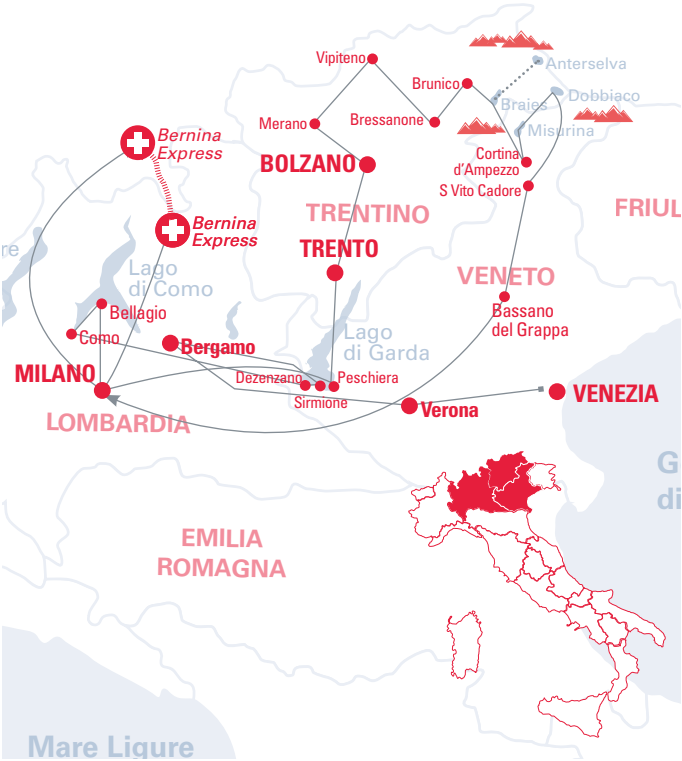 Vipiteno
Anterselva
Brunico
Dobbiaco
Braies
Merano
Bressanone
Misurina
Bernina
Express
Cortina
d'Ampezzo
BOLZANO
S Vito Cadore
TRENTINO
FRIUL
Bernina
Express
TRENTO
re
Lago
di Como
VENETO
Bellagio
Bassano
del Grappa
Como
Bergamo
Lago
di Garda
MILANO
Dezenzano
Peschiera
Sirmione
Verona
VENEZIA
LOMBARDIA
G
di
EMILIA
ROMAGNA
Mare Ligure